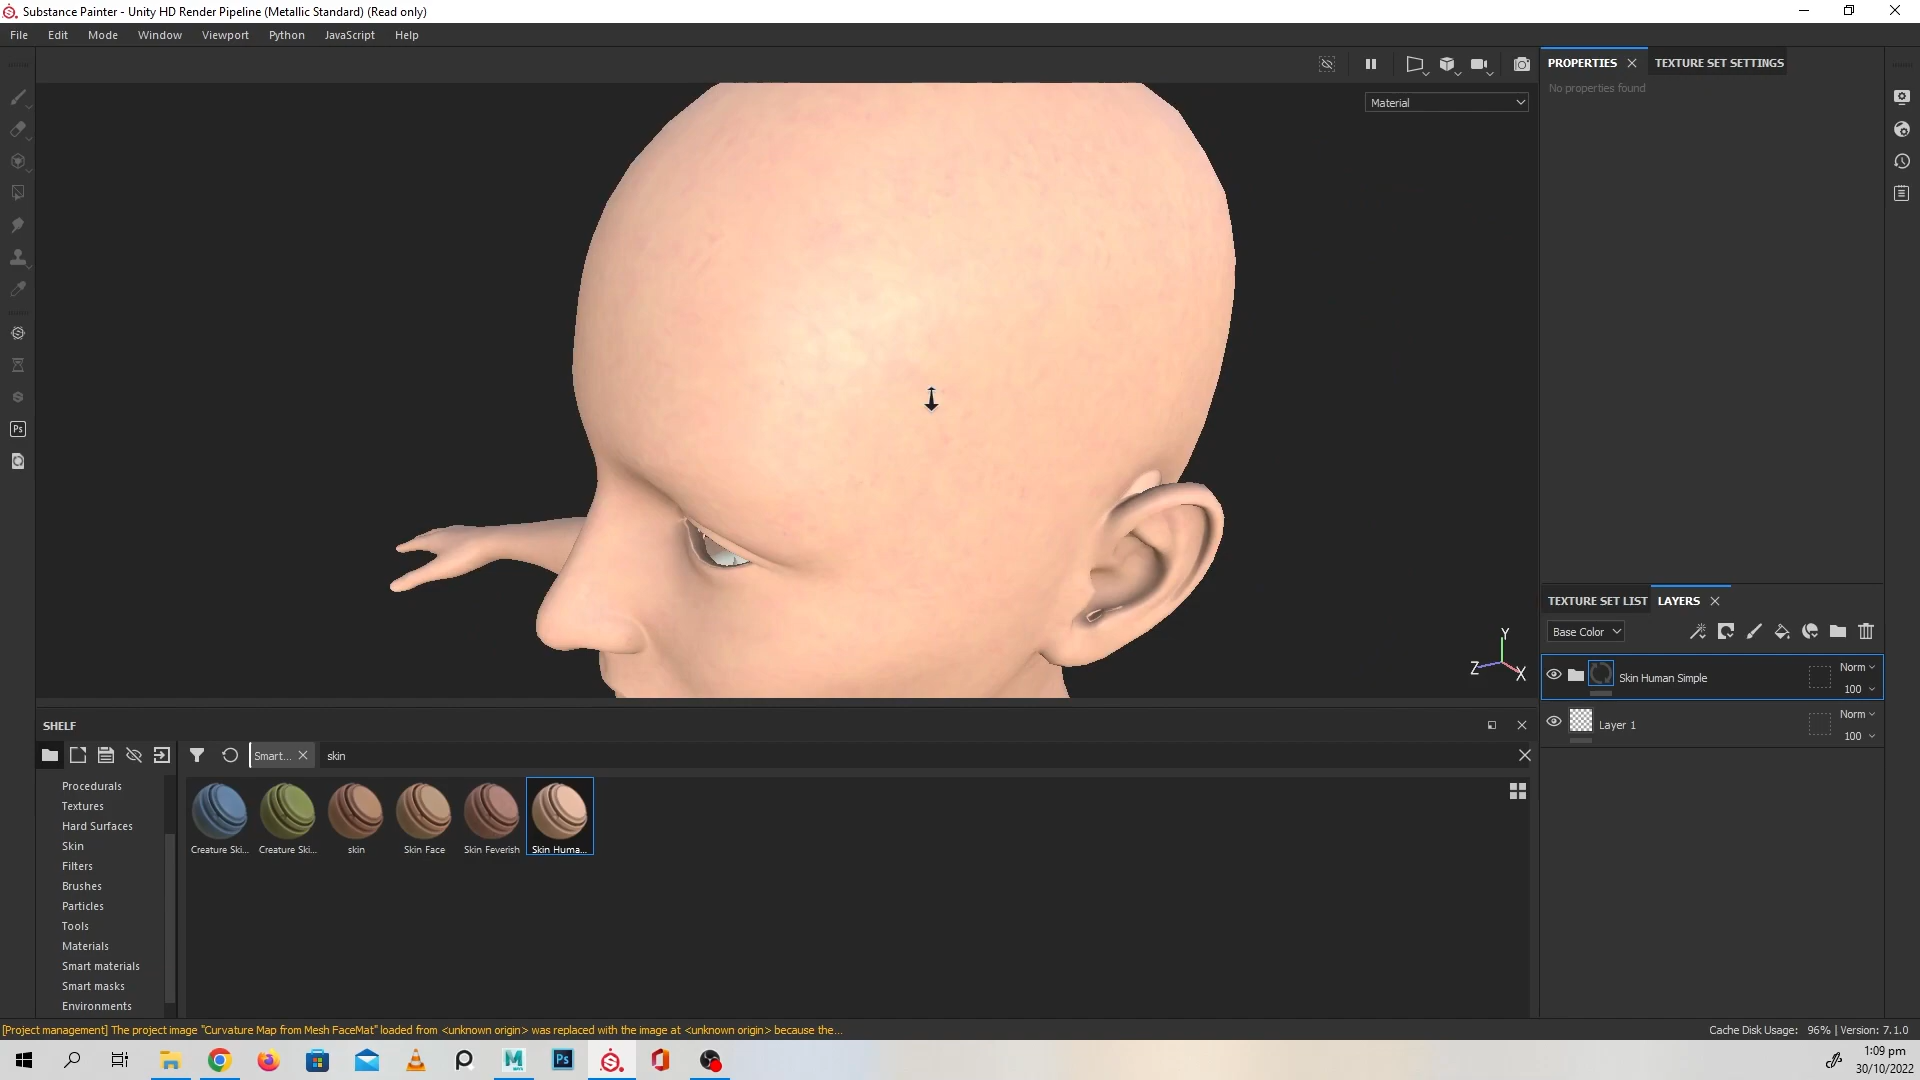 Substance Painter - Unity HD Render Pipeline (Metallic Standard) (Read only)
File Edit Mode Window Viewport Python JavaScript Help
PROPERTIES TEXTURE SET SETTINGS
No properties found
Material
Y
Z X
TEXTURE SET LIST LAYERS
Base Color
Skin Human Simple
Norm
100
Layer 1
Norm
100
SHELF
Smart... skin
Procedurals
Textures
Hard Surfaces
Skin
Filters
Brushes
Particles
Tools
Materials
Smart materials
Smart masks
Environments
Creature Ski... Creature Ski... skin Skin Face Skin Feverish Skin Huma...
[Project management] The project image "Curvature Map from Mesh FaceMat" loaded from <unknown origin> was replaced with the image at <unknown origin> because the...
Cache Disk Usage: 96% | Version: 7.1.0
Ps
M
Ps
1:09 pm
30/10/2022